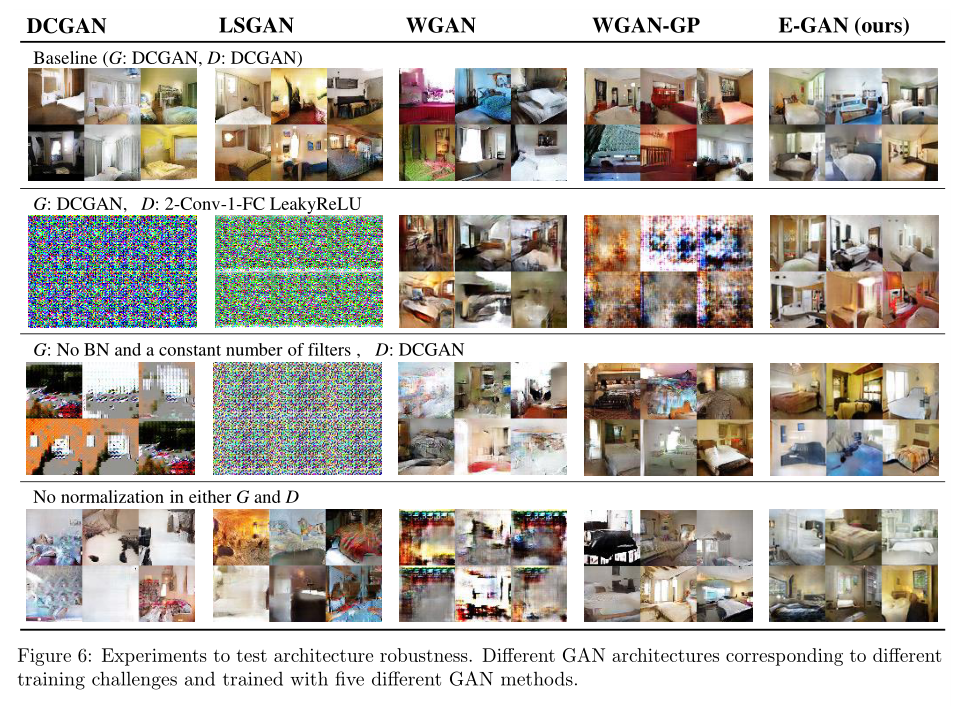 DCGAN LSGAN WGAN WGAN-GP E-GAN (ours)
Baseline (G: DCGAN, D: DCGAN)
G: DCGAN, D: 2-Conv-1-FC LeakyReLU
G: No BN and a constant number of filters , D: DCGAN
No normalization in either G and D
Figure 6: Experiments to test architecture robustness. Different GAN architectures corresponding to different
training challenges and trained with five different GAN methods.